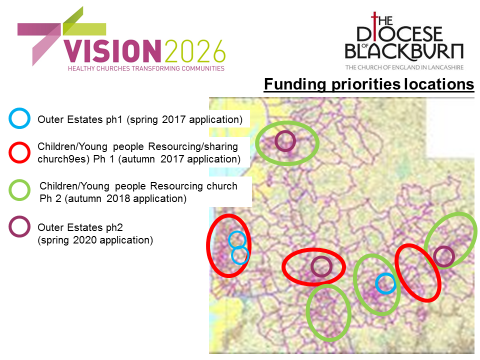 VISION2026
HEALTHY CHURCHES TRANSFORMING COMMUNITIES
THE
DIOCESE OF
BLACKBURN
THE CHURCH OF ENGLAND IN LANCASHIRE
Funding priorities locations
Outer Estates ph1 (spring 2017 application)
Children/Young people Resourcing/sharing
church9es) Ph 1 (autumn 2017 application)
Children/Young people Resourcing church
Ph 2 (autumn 2018 application)
Outer Estates ph2
(spring 2020 application)